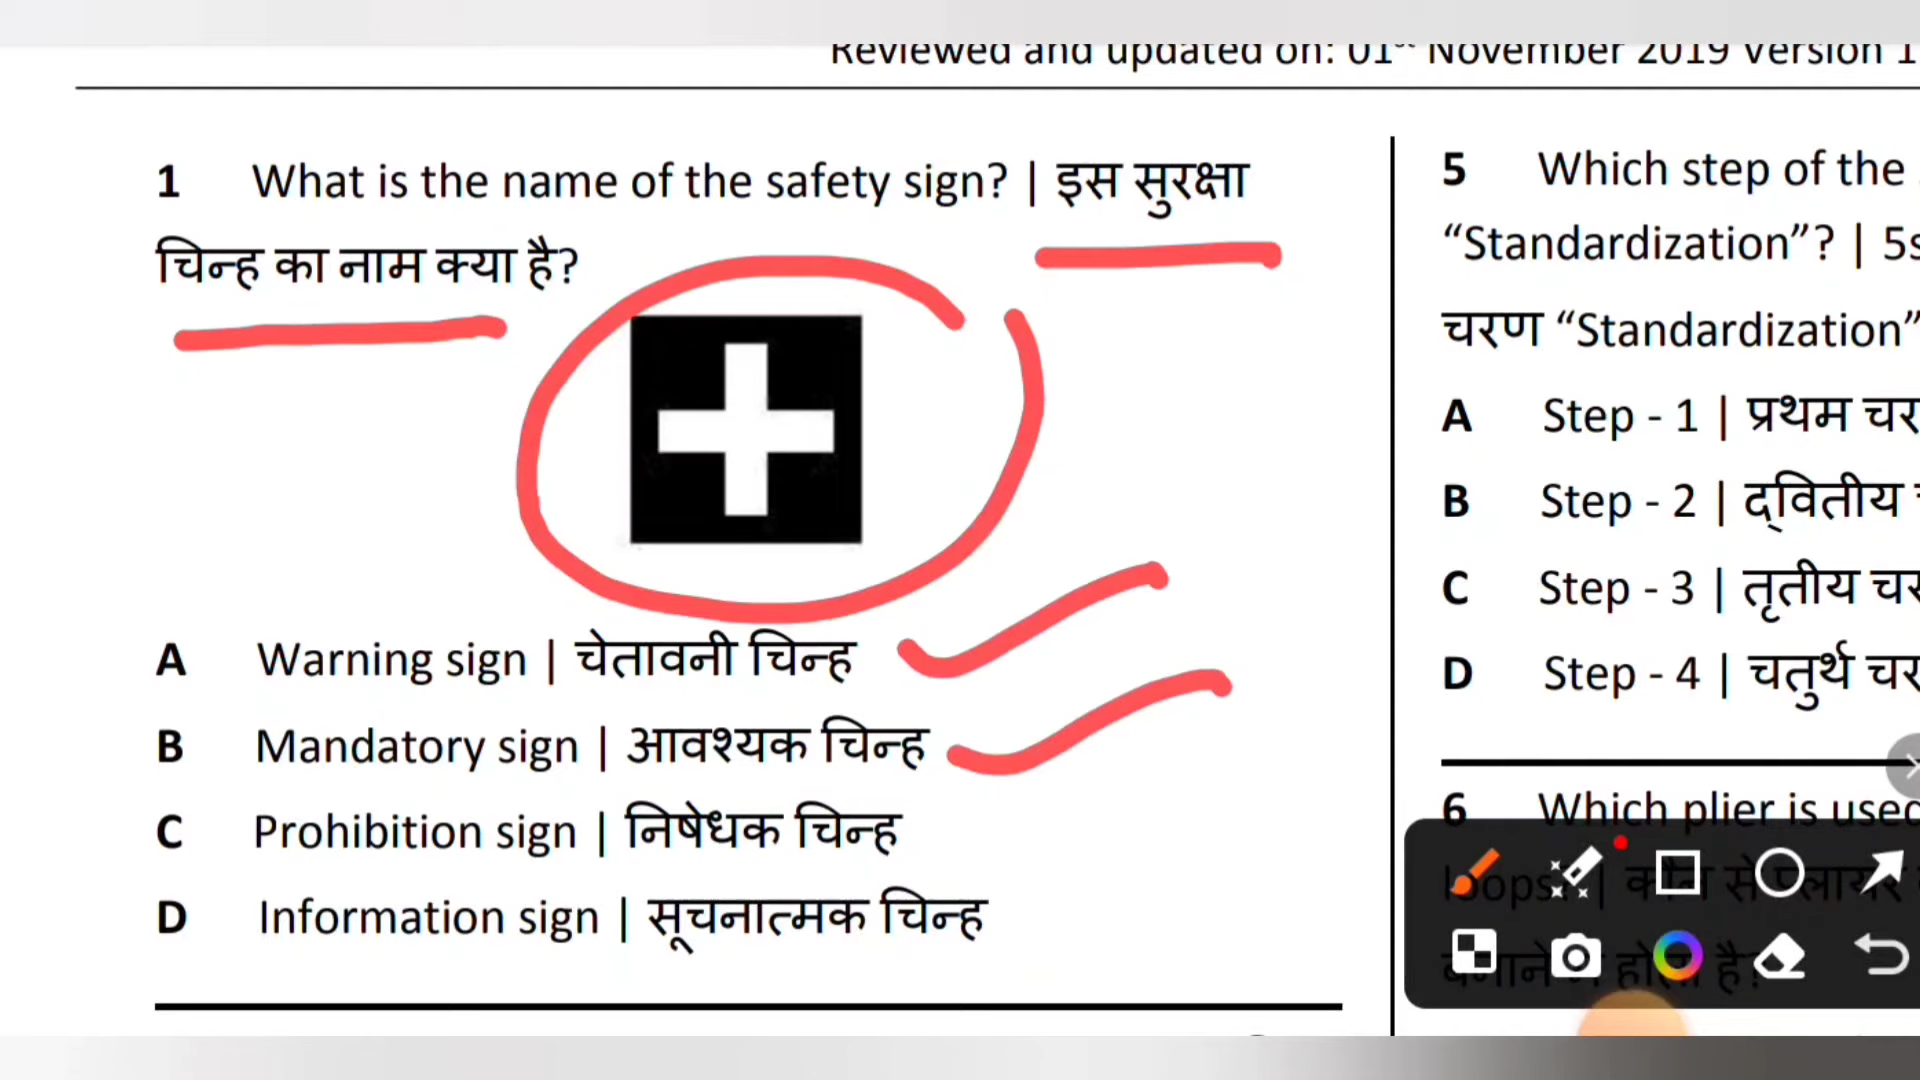 Reviewed and updated on: 01st November 2019 Version 1
1 What is the name of the safety sign? | इस सुरक्षा
चिन्ह का नाम क्या है?
A Warning sign | चेतावनी चिन्ह
B Mandatory sign | आवश्यक चिन्ह
C Prohibition sign | निषेधक चिन्ह
D Information sign | सूचनात्मक चिन्ह
5 Which step of the
“Standardization”? | 5s
चरण “Standardization”
A Step - 1 | प्रथम
B Step - 2 | द्वितीय
C Step - 3 | तृतीय
D Step - 4 | चतुर्थ
6 Which plier is used
loops? | कौन से प्लायर
है?